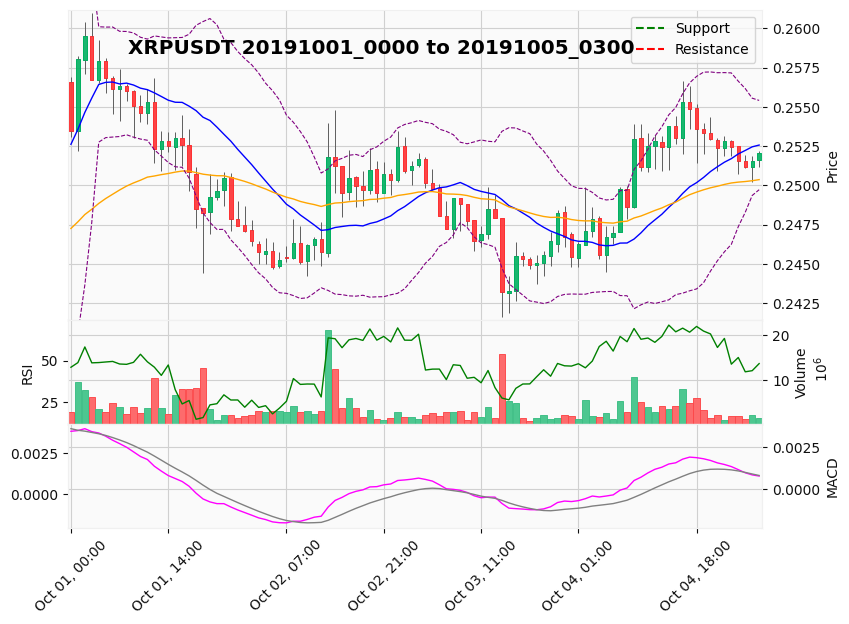 XRPUSDT 20191001_0000 to 20191005_0300
Support
Resistance
0.2600
0.2575
0.2550
0.2525
0.2500
0.2475
0.2450
0.2425
Price
50
25
RSI
20
10
Volume
10^6
0.0025
0.0000
0.0025
0.0000
MACD
Oct 01, 00:00
Oct 01, 14:00
Oct 02, 07:00
Oct 02, 21:00
Oct 03, 11:00
Oct 04, 01:00
Oct 04, 18:00